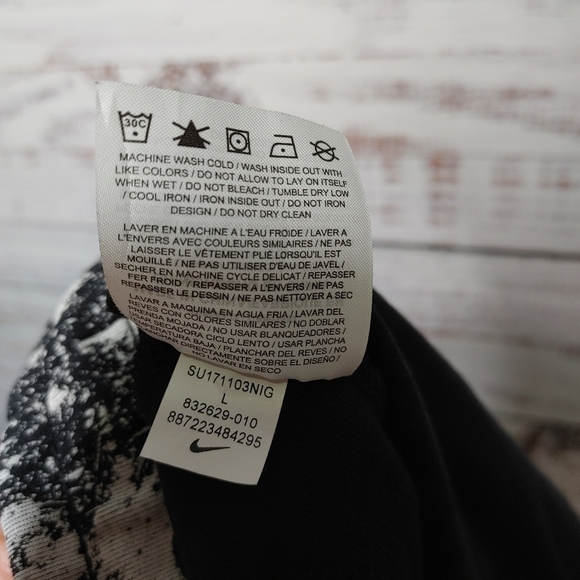 30C
MACHINE WASH COLD / WASH INSIDE OUT WITH
LIKE COLORS / DO NOT ALLOW TO LAY ON ITSELF
WHEN WET / DO NOT BLEACH / TUMBLE DRY LOW
/ COOL IRON / IRON INSIDE OUT / DO NOT IRON
DESIGN / DO NOT DRY CLEAN
LAVER EN MACHINE A L'EAU FROIDE / LAVER A
L'ENVERS AVEC COULEURS SIMILAIRES / NE PAS
LAISSER LE VÊTEMENT PLIÉ LORSQU'IL EST
MOUILLÉ / NE PAS UTILISER D'EAU DE JAVEL /
SECHER EN MACHINE CYCLE DELICAT / REPASSER
FER FROID / REPASSER A L'ENVERS / NE PAS
REPASSER LE DESSIN / NE PAS NETTOYER A SEC
LAVAR A MAQUINA EN AGUA FRIA / LAVAR DEL
REVES CON COLORES SIMILARES / NO DOBLAR
PRENDA MOJADA / NO USAR BLANQUEADORES /
USAR SECADORA CICLO LENTO / USAR PLANCHA
TEMPERATURA BAJA / PLANCHAR DEL REVES / NO
PLANCHAR DIRECTAMENTE SOBRE EL DISEÑO /
NO LAVAR EN SECO
SU171103NIG
L
832629-010
887223484295